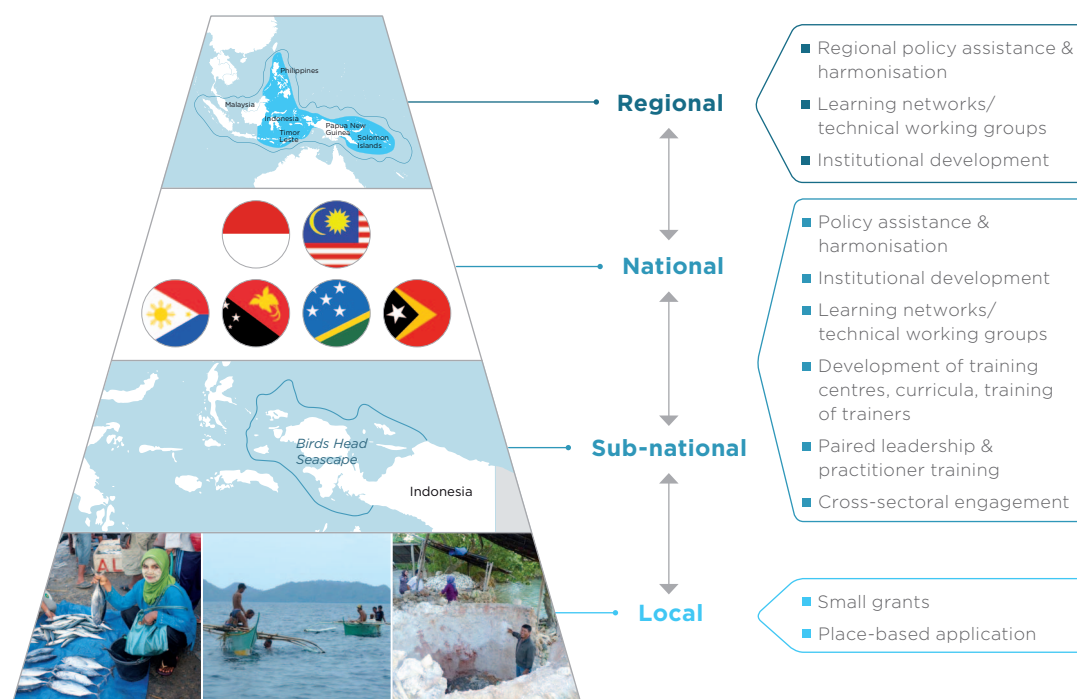 Philippines
Malaysia
Indonesia
Timor
Leste
Papua New
Guinea
Solomon
Islands
Regional
■ Regional policy assistance &
harmonisation
■ Learning networks/
technical working groups
■ Institutional development
National
■ Policy assistance &
harmonisation
■ Institutional development
■ Learning networks/
technical working groups
■ Development of training
centres, curricula, training
of trainers
■ Paired leadership &
practitioner training
■ Cross-sectoral engagement
Birds Head
Seascape
Indonesia
Sub-national
AL
Local
■ Small grants
■ Place-based application